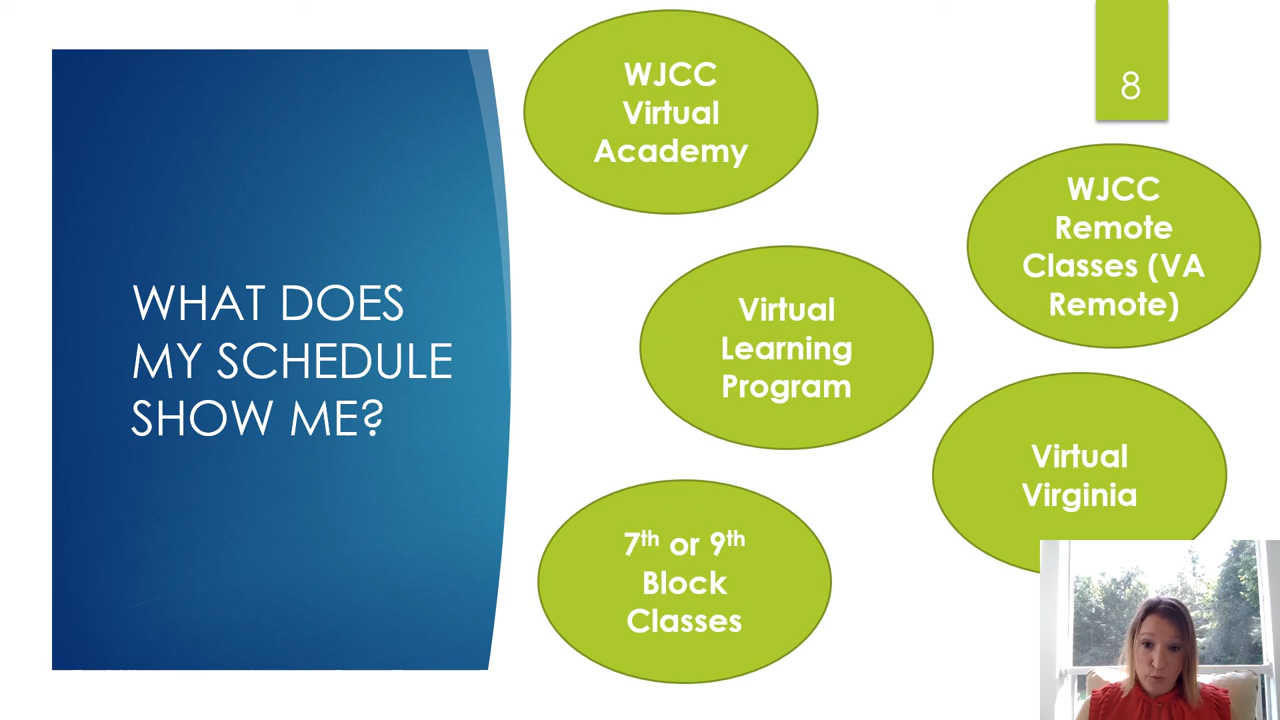 WHAT DOES
MY SCHEDULE
SHOW ME?
WJCC
Virtual
Academy
8
WJCC
Remote
Classes (VA
Remote)
Virtual
Learning
Program
Virtual
Virginia
7th or 9th
Block
Classes